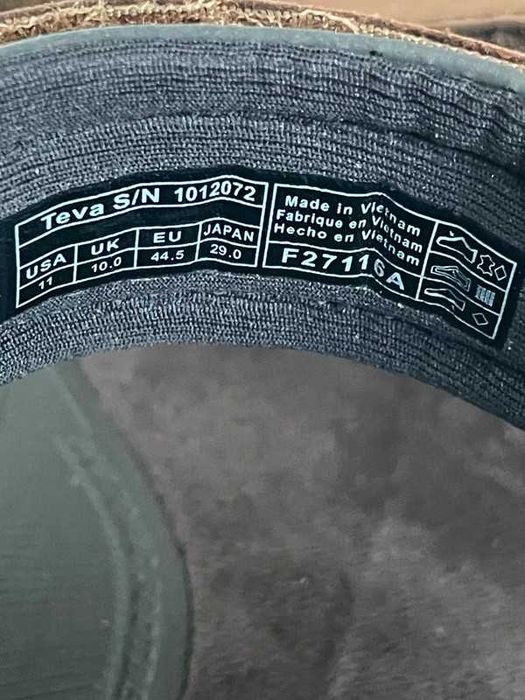 Teva S/N 1012072
USA UK EU JAPAN
11 10.0 44.5 29.0
Made in Vietnam
Fabrique en Vietnam
Hecho en Vietnam
F27116A